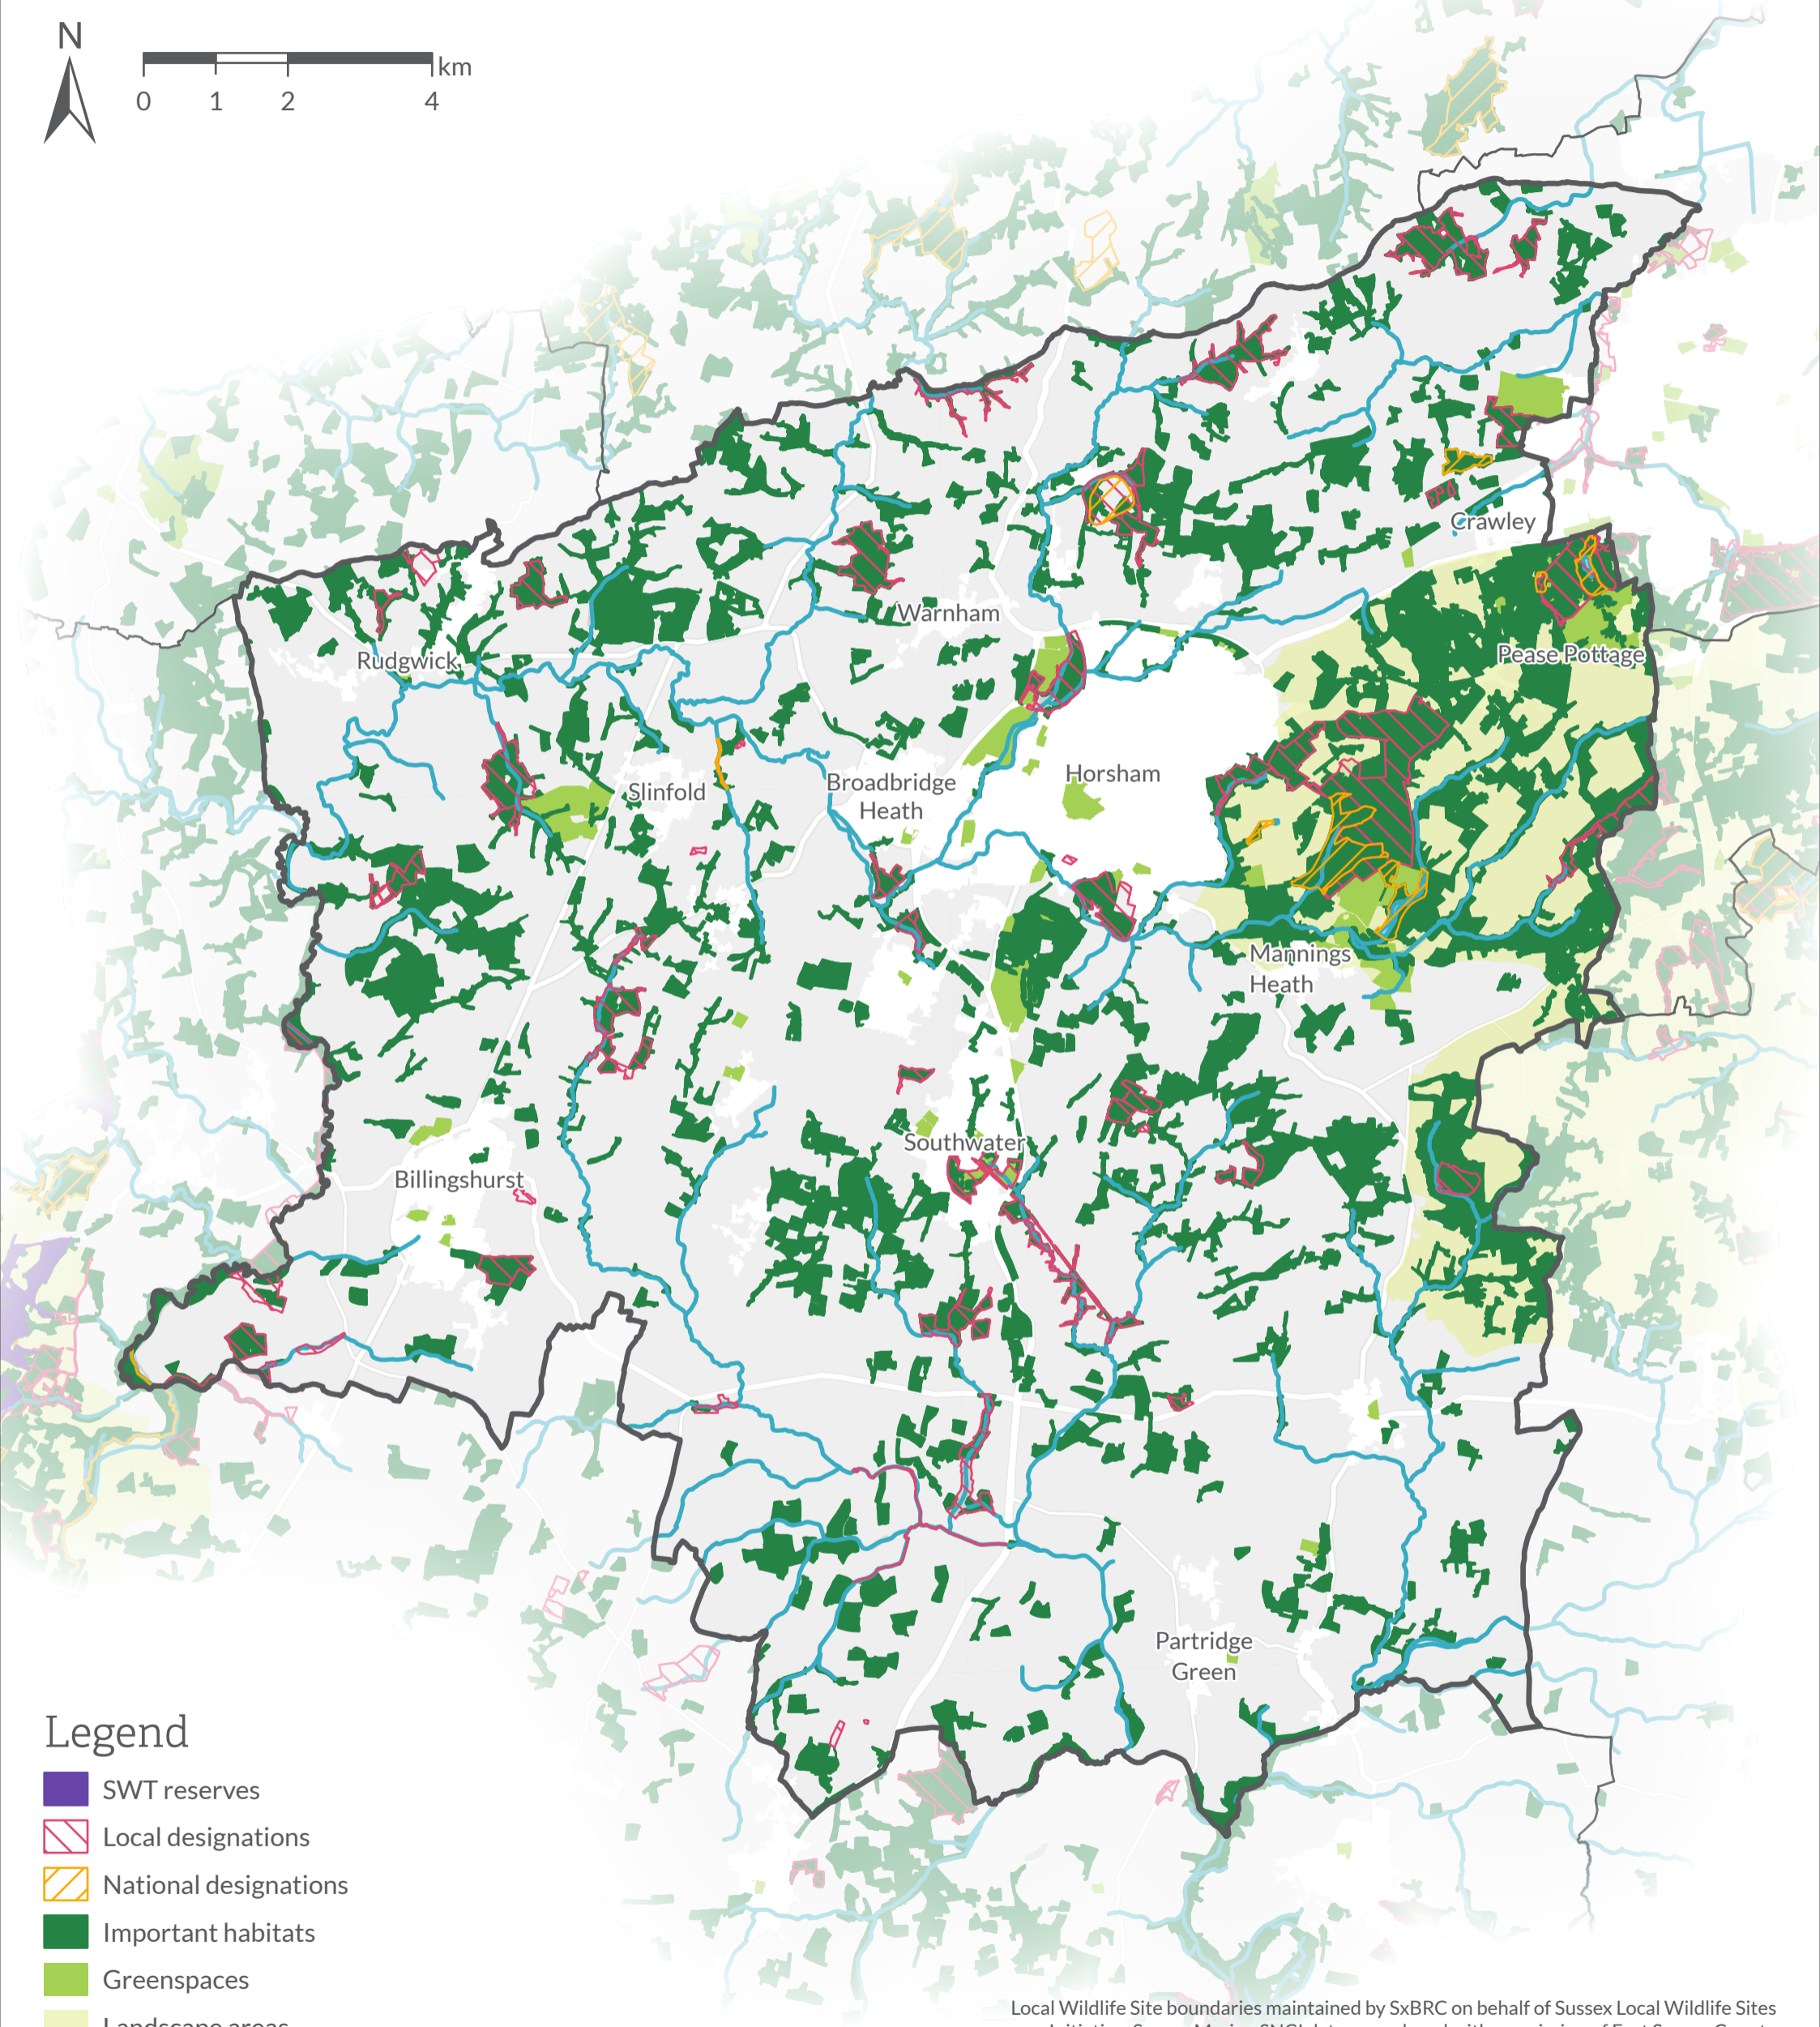 N
km
0 1 2 4
Crawley
Warnham
Rudgwick
Pease Pottage
Slinfold
Broadbridge
Heath
Horsham
Mannings
Heath
Southwater
Billingshurst
Partridge
Green
Legend
SWT reserves
Local designations
National designations
Important habitats
Greenspaces
Landscape areas
Local Wildlife Site boundaries maintained by SxBRC on behalf of Sussex Local Wildlife Sites